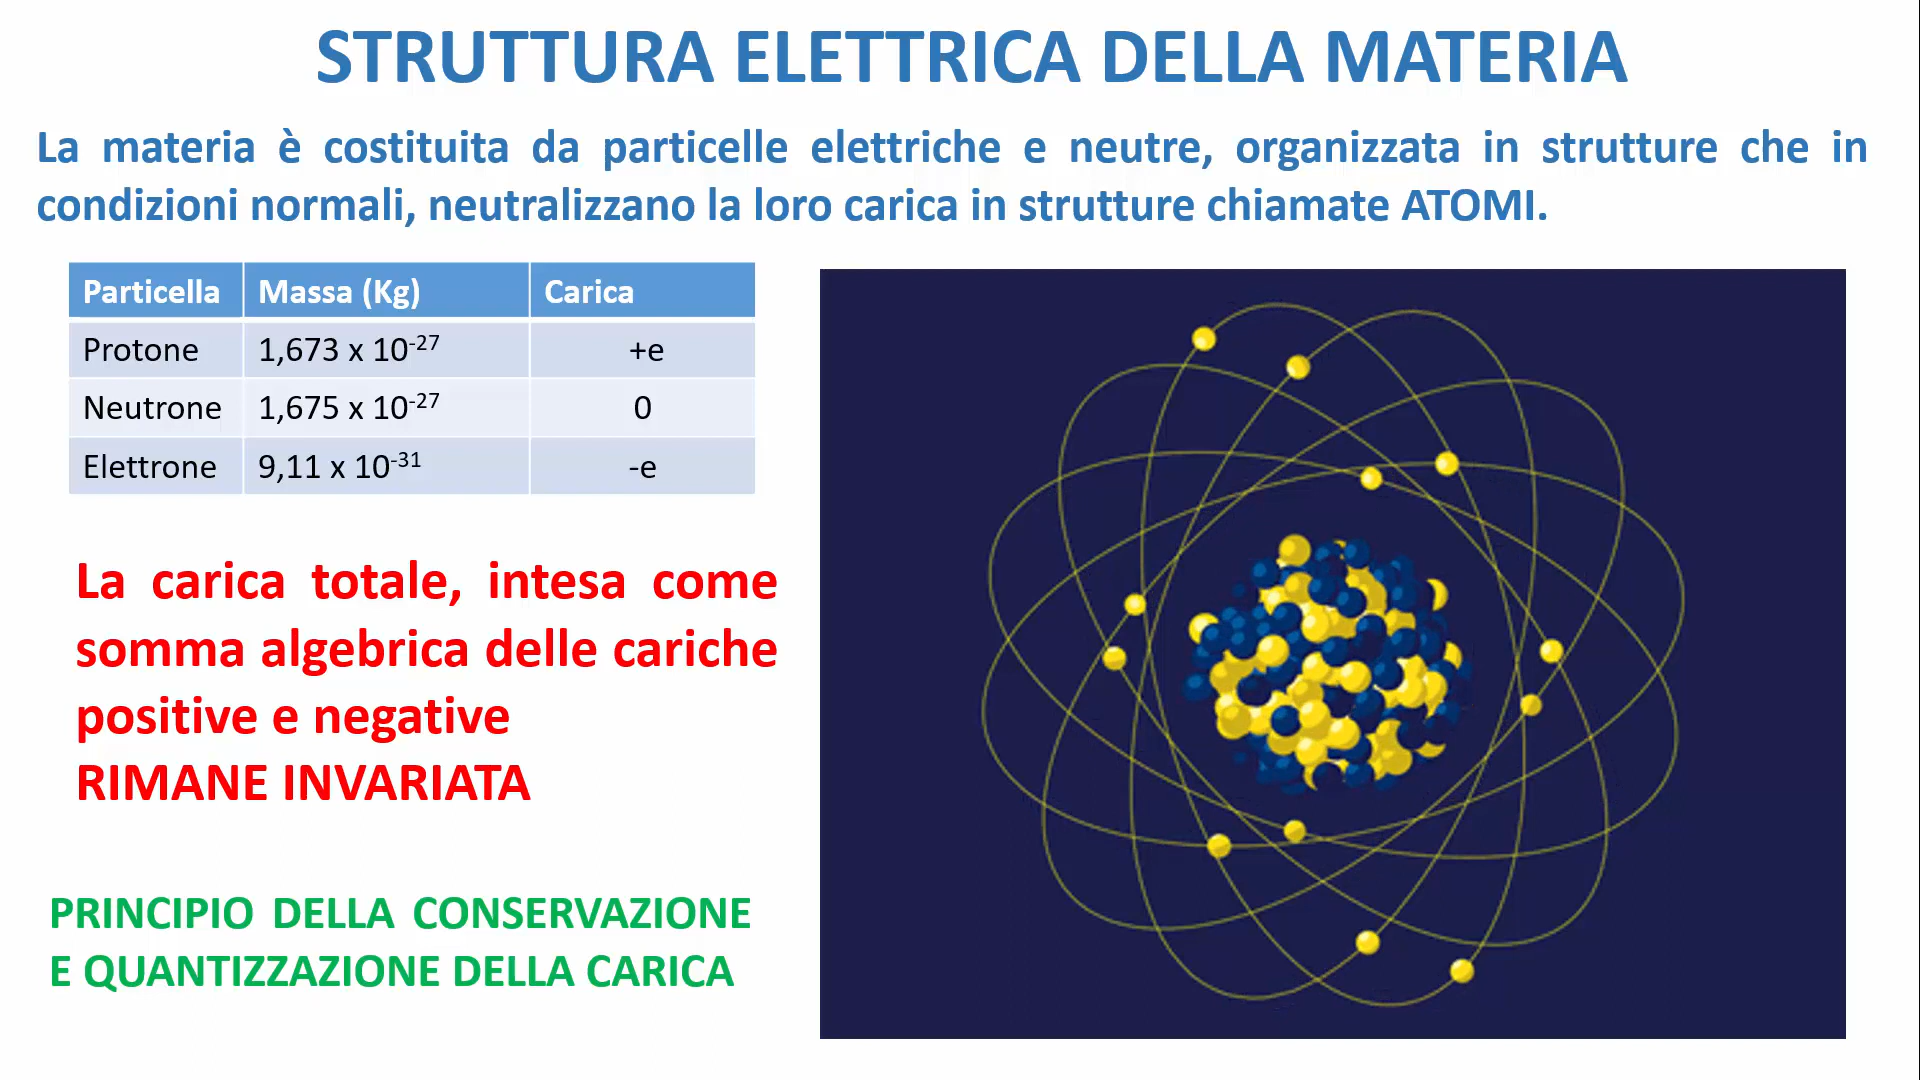 STRUTTURA ELETTRICA DELLA MATERIA
La materia è costituita da particelle elettriche e neutre, organizzata in strutture che in
condizioni normali, neutralizzano la loro carica in strutture chiamate ATOMI.
Particella Massa (Kg) Carica
Protone 1,673 x 10⁻²⁷ +e
Neutrone 1,675 x 10⁻²⁷ 0
Elettrone 9,11 x 10⁻³¹ -e
La carica totale, intesa come
somma algebrica delle cariche
positive e negative
RIMANE INVARIATA
PRINCIPIO DELLA CONSERVAZIONE
E QUANTIZZAZIONE DELLA CARICA